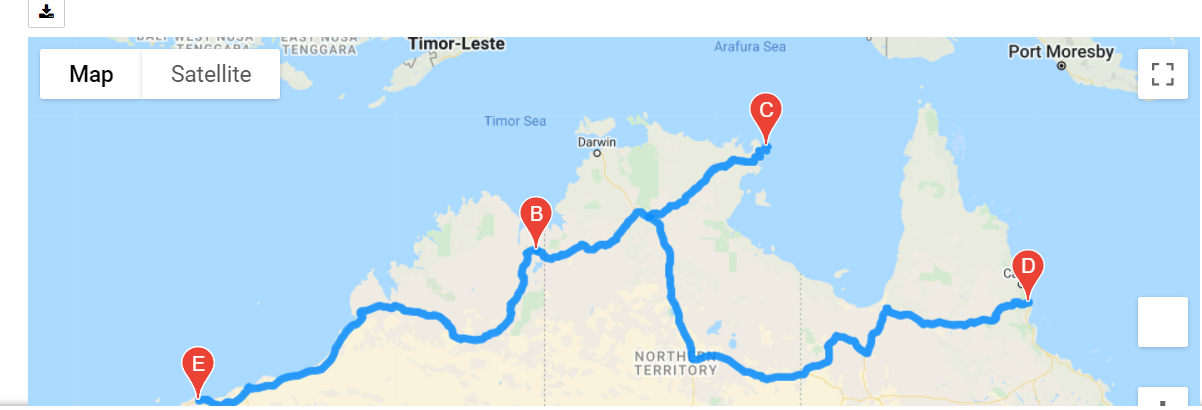 BALI WEST NUSA
TENGGARA
EAST NUSA
TENGGARA
Timor-Leste
Arafura Sea
Port Moresby
Map
Satellite
C
Timor Sea
Darwin
B
D
E
NORTHERN
TERRITORY